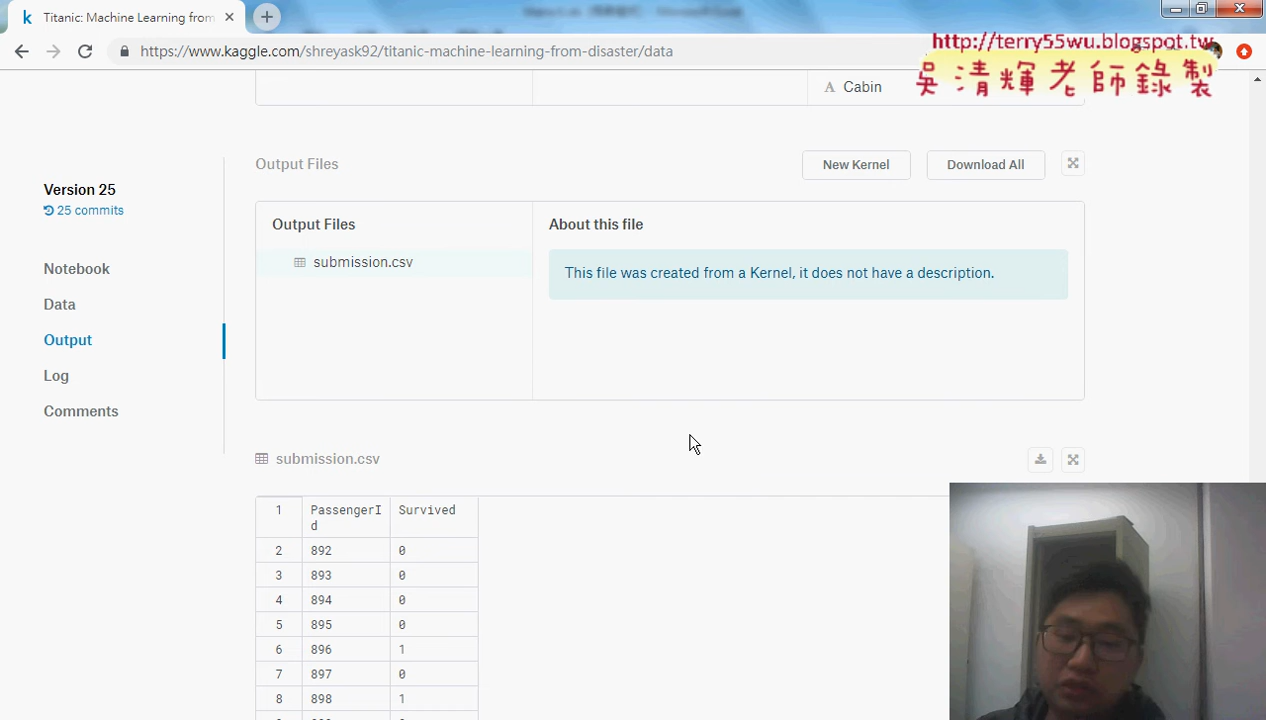 Titanic: Machine Learning from
https://www.kaggle.com/shreyask92/titanic-machine-learning-from-disaster/data
http://terry55wu.blogspot.tw
吳清輝老師錄製
Cabin
Output Files
New Kernel
Download All
Version 25
25 commits
Notebook
Data
Output
Log
Comments
Output Files
submission.csv
About this file
This file was created from a Kernel, it does not have a description.
submission.csv
1 PassengerI
d Survived
2 892 0
3 893 0
4 894 0
5 895 0
6 896 1
7 897 0
8 898 1